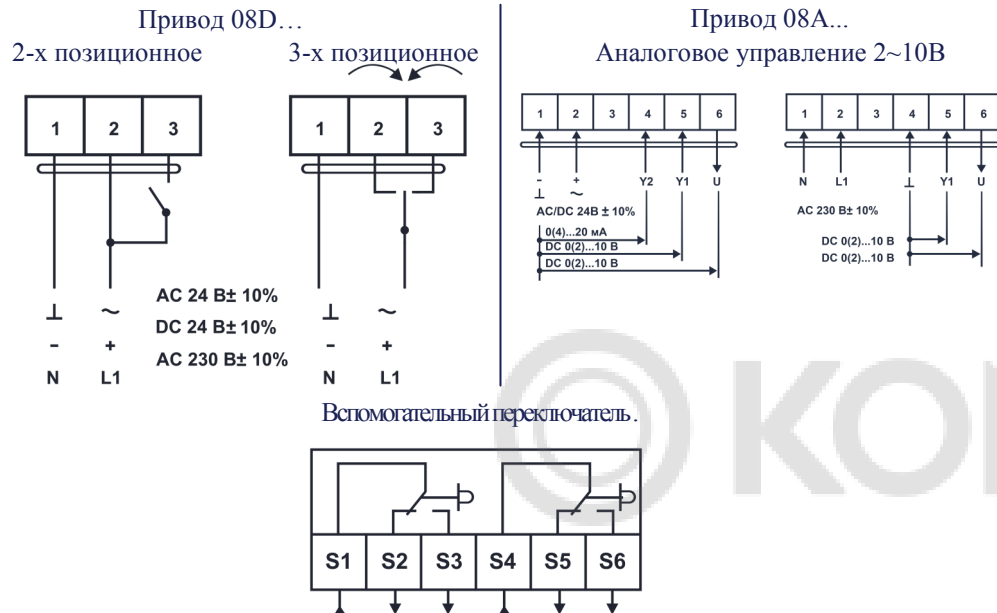 Привод 08D…
2-х позиционное 3-х позиционное
1 2 3
1 2 3
⊥ ~
- +
N L1
AC 24 В± 10%
DC 24 В± 10%
AC 230 В± 10%
⊥ ~
- +
N L1
Привод 08А...
Аналоговое управление 2~10В
1 2 3 4 5 6
- + Y2 Y1 U
⊥ ~
AC/DC 24В ± 10%
0(4)...20 мА
DC 0(2)...10 В
DC 0(2)...10 В
1 2 3 4 5 6
N L1 ⊥ Y1 U
AC 230 В± 10%
DC 0(2)...10 В
DC 0(2)...10 В
Вспомогательный переключатель.
S1 S2 S3 S4 S5 S6